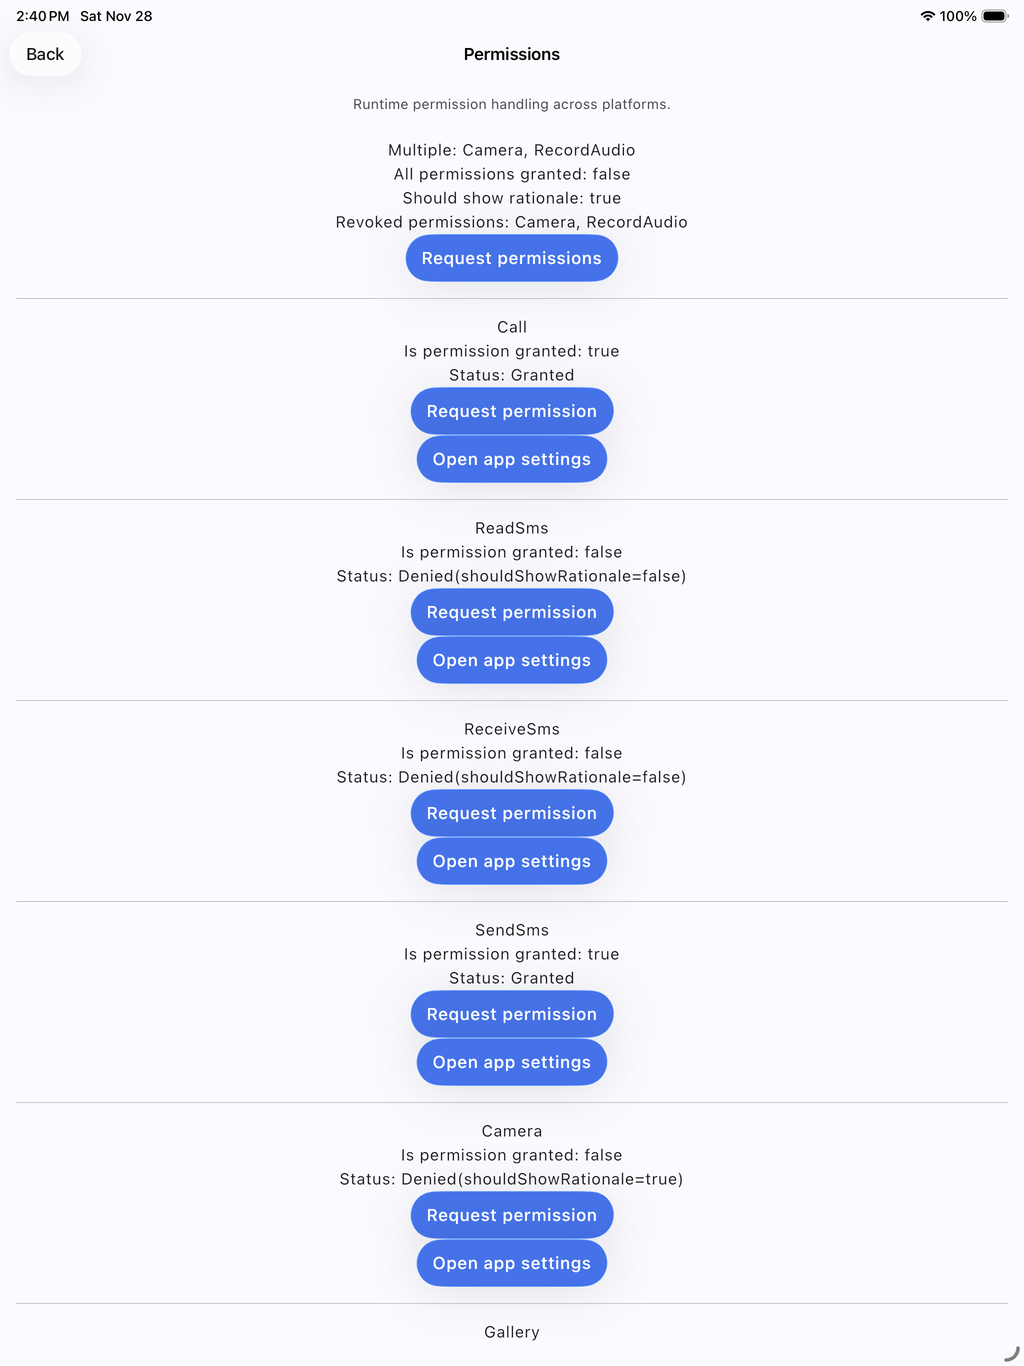 2:40 PM Sat Nov 28
100%
Back
Permissions
Runtime permission handling across platforms.
Multiple: Camera, RecordAudio
All permissions granted: false
Should show rationale: true
Revoked permissions: Camera, RecordAudio
Request permissions
Call
Is permission granted: true
Status: Granted
Request permission
Open app settings
ReadSms
Is permission granted: false
Status: Denied(shouldShowRationale=false)
Request permission
Open app settings
ReceiveSms
Is permission granted: false
Status: Denied(shouldShowRationale=false)
Request permission
Open app settings
SendSms
Is permission granted: true
Status: Granted
Request permission
Open app settings
Camera
Is permission granted: false
Status: Denied(shouldShowRationale=true)
Request permission
Open app settings
Gallery